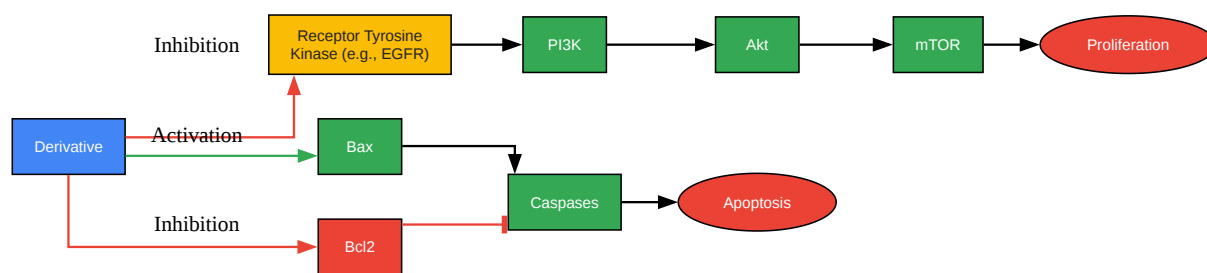 Inhibition
Receptor Tyrosine
Kinase (e.g., EGFR)
PI3K
Akt
mTOR
Proliferation
Derivative
Activation
Bax
Caspases
Apoptosis
Inhibition
Bcl2